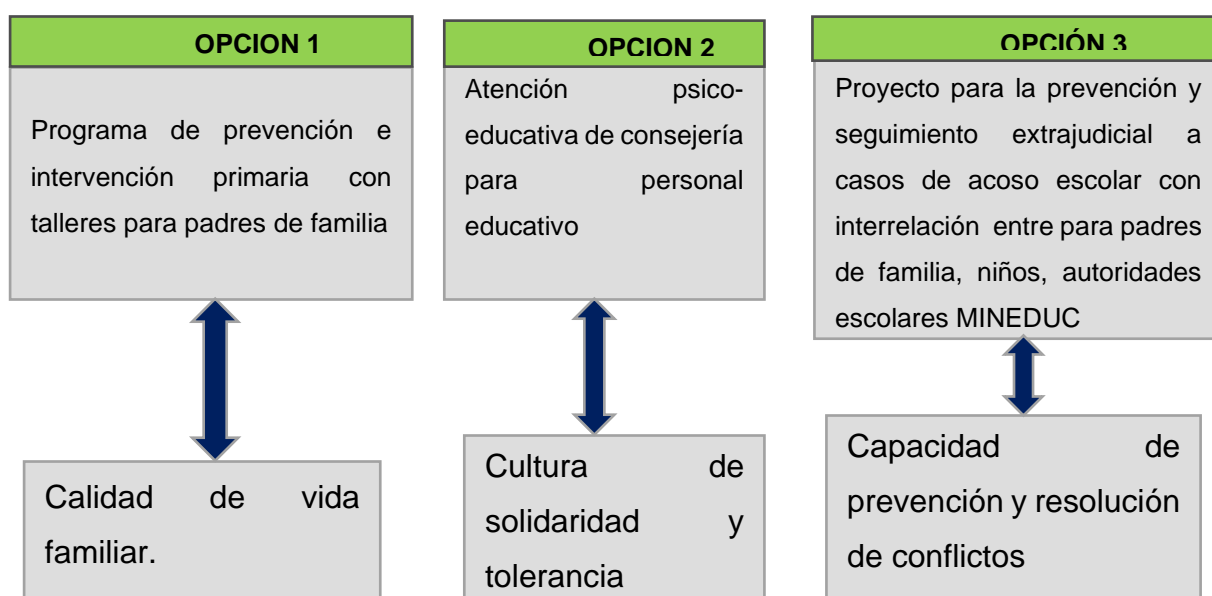 OPCION 1
Programa de prevención e
intervención primaria con
talleres para padres de familia
Calidad de vida
familiar.
OPCION 2
Atención psico-
educativa de consejería
para personal
educativo
Cultura de
solidaridad y
tolerancia
OPCIÓN 3
Proyecto para la prevención y
seguimiento extrajudicial a
casos de acoso escolar con
interrelación entre para padres
de familia, niños, autoridades
escolares MINEDUC
Capacidad de
prevención y resolución
de conflictos